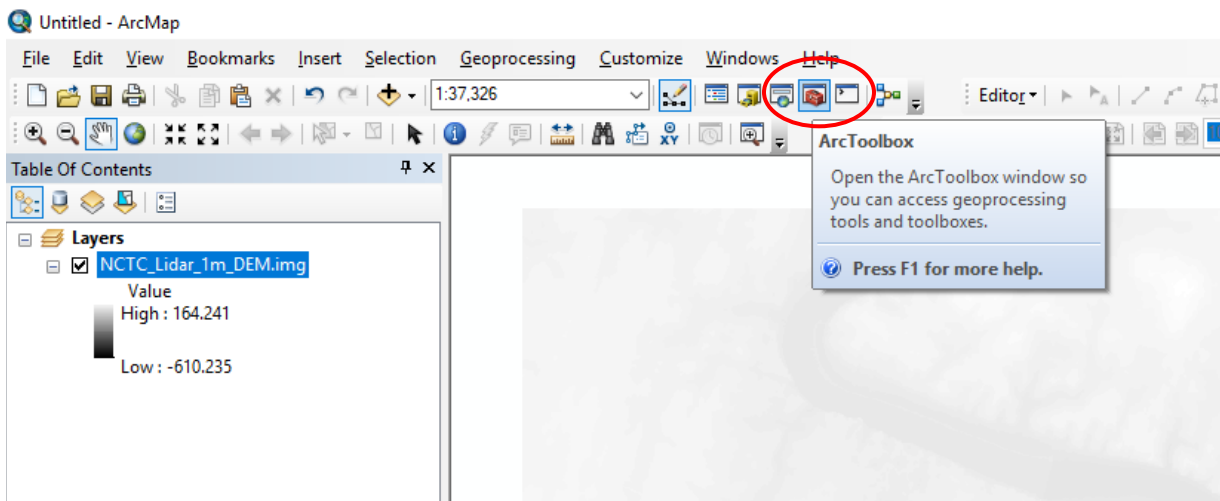 Untitled - ArcMap
File Edit View Bookmarks Insert Selection Geoprocessing Customize Windows Help
1:37,326
Editor
XY
ArcToolbox
Open the ArcToolbox window so
you can access geoprocessing
tools and toolboxes.
Press F1 for more help.
Table Of Contents
Layers
NCTC_Lidar_1m_DEM.img
Value
High : 164.241
Low : -610.235